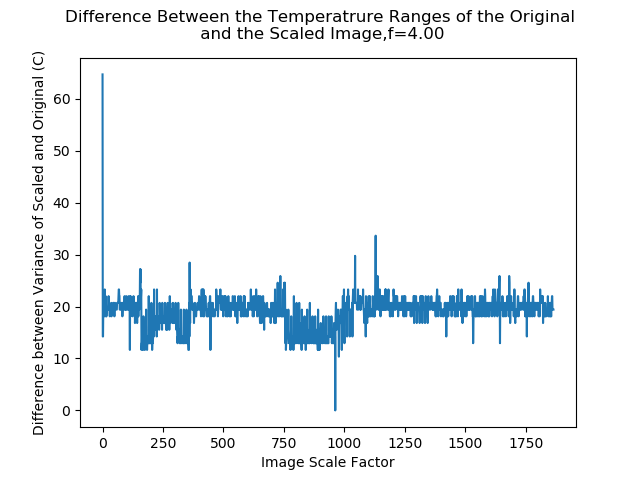 Difference Between the Temperatrure Ranges of the Original
and the Scaled Image,f=4.00
Difference between Variance of Scaled and Original (C)
60
50
40
30
20
10
0
0 250 500 750 1000 1250 1500 1750
Image Scale Factor